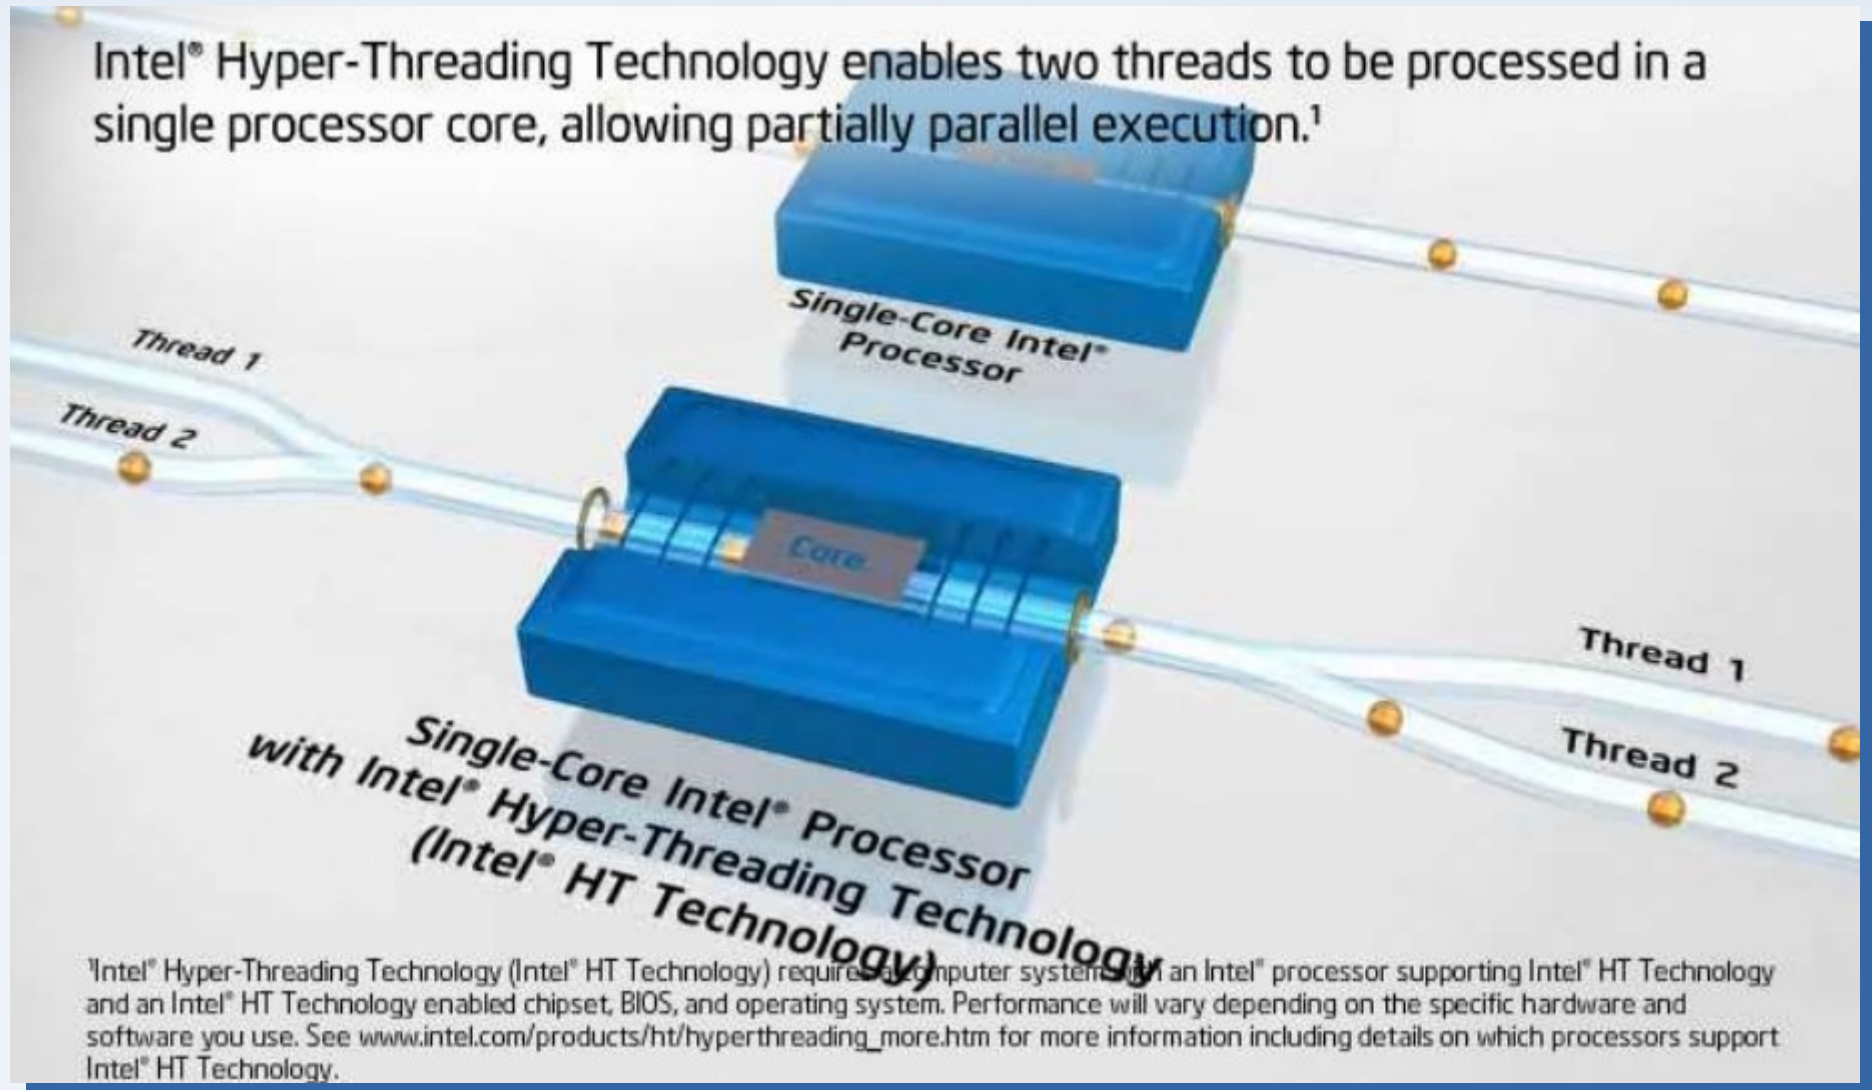 Intel® Hyper-Threading Technology enables two threads to be processed in a
single processor core, allowing partially parallel execution.¹
Single-Core Intel®
Processor
Thread 1
Thread 2
Core
Thread 1
Thread 2
Single-Core Intel® Processor
with Intel® Hyper-Threading Technology
(Intel® HT Technology)
¹Intel® Hyper-Threading Technology (Intel® HT Technology) requires computer system an Intel® processor supporting Intel® HT Technology
and an Intel® HT Technology enabled chipset, BIOS, and operating system. Performance will vary depending on the specific hardware and
software you use. See www.intel.com/products/ht/hyperthreading_more.htm for more information including details on which processors support
Intel® HT Technology.